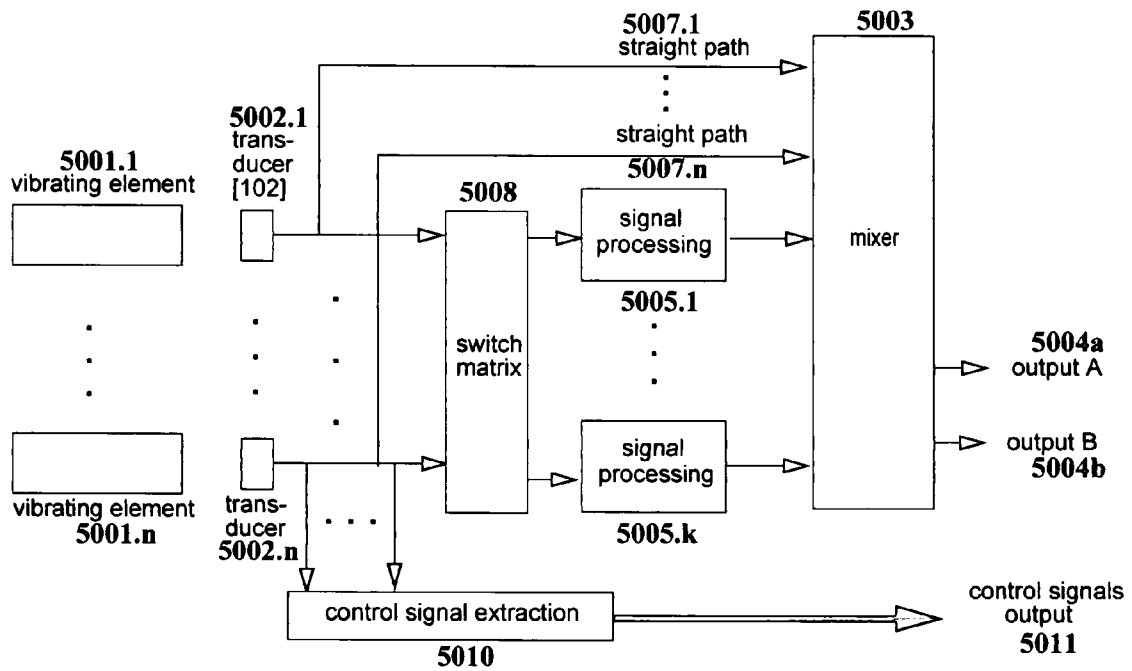 5007.1
straight path
5003
5002.1
trans-
ducer
[102]
straight path
5007.n
5001.1
vibrating element
5008
signal
processing
mixer
5005.1
switch
matrix
5004a
output A
signal
processing
output B
5004b
vibrating element
5001.n
trans-
ducer
5002.n
5005.k
control signal extraction
5010
control signals
output
5011